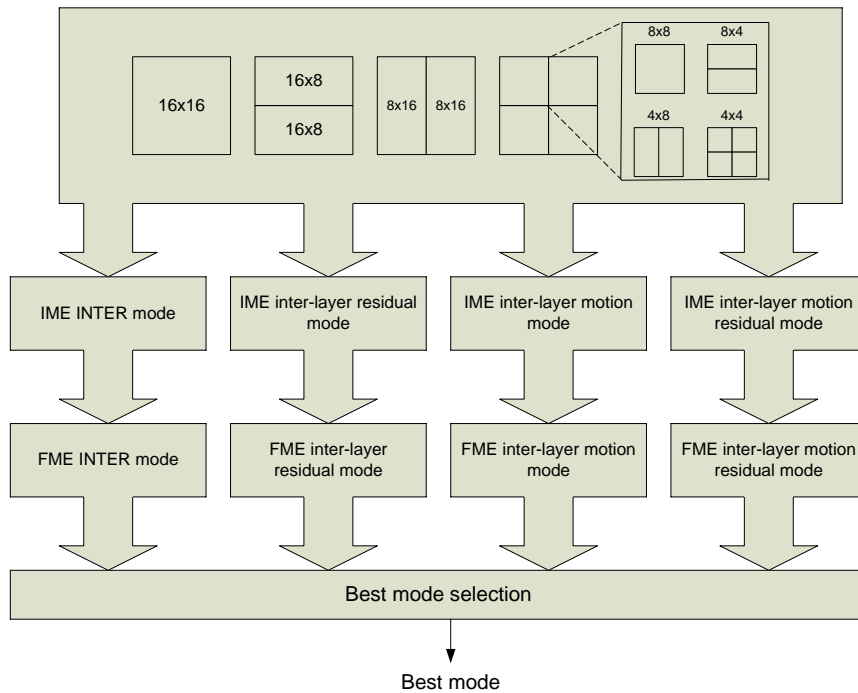 8x8 8x4
16x16
16x8
16x8
8x16 8x16
4x8 4x4
IME INTER mode
IME inter-layer residual
mode
IME inter-layer motion
mode
IME inter-layer motion
residual mode
FME INTER mode
FME inter-layer
residual mode
FME inter-layer motion
mode
FME inter-layer motion
residual mode
Best mode selection
Best mode